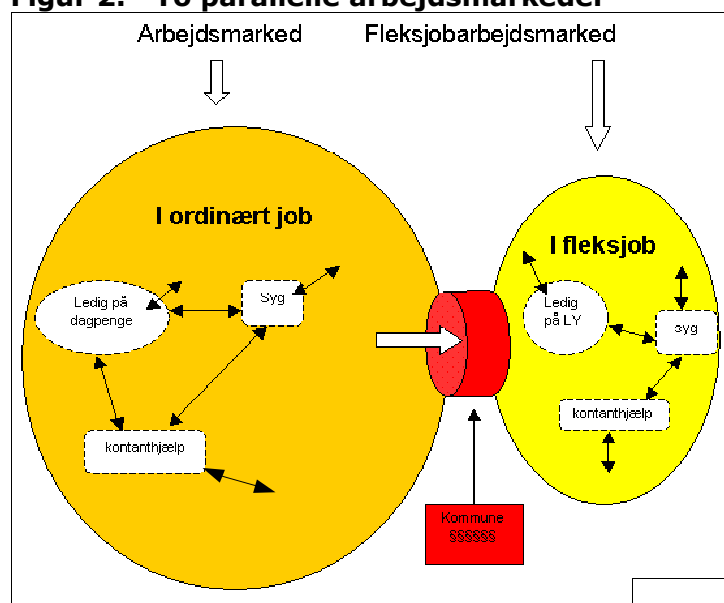 Figur 2. To parallelle arbejdsmarkeder
Arbejdsmarked
Fleksjobarbejdsmarked
I ordinært job
I fleksjob
Ledig på
dagpenge
Syg
Ledig
på LY
syg
kontanthjælp
kontanthjælp
Kommune
§§§§§§